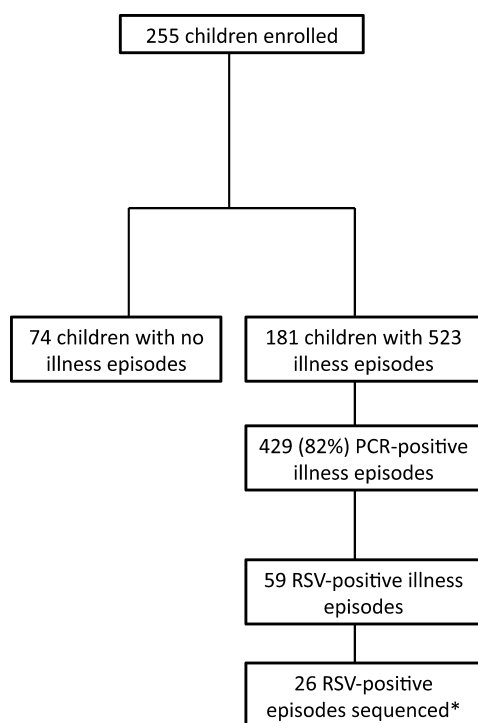 255 children enrolled
74 children with no
illness episodes
181 children with 523
illness episodes
429 (82%) PCR-positive
illness episodes
59 RSV-positive illness
episodes
26 RSV-positive
episodes sequenced*